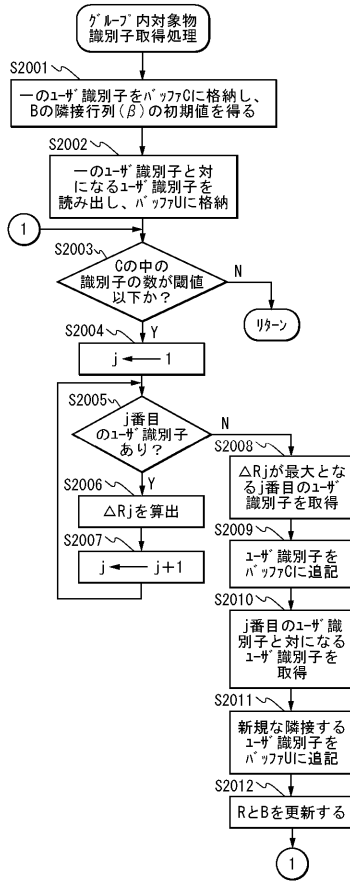 ｸﾞﾙｰﾌﾟ内対象物
識別子取得処理
S2001
一のﾕｰｻﾞ識別子をﾊﾞｯﾌｧCに格納し、
Bの隣接行列(β)の初期値を得る
S2002
一のﾕｰｻﾞ識別子と対
になるﾕｰｻﾞ識別子を
読み出し、ﾊﾞｯﾌｧUに格納
1
S2003
Cの中の
識別子の数が閾値
以下か?
N
ﾘﾀｰﾝ
Y
S2004
j ← 1
S2005
j番目
のﾕｰｻﾞ識別子
あり?
N
Y
S2006
△Rjを算出
S2007
j ← j+1
S2008
△Rjが最大とな
るj番目のﾕｰｻﾞ
識別子を取得
S2009
ﾕｰｻﾞ識別子を
ﾊﾞｯﾌｧCに追記
S2010
j番目のﾕｰｻﾞ識
別子と対になる
ﾕｰｻﾞ識別子を
取得
S2011
新規な隣接する
ﾕｰｻﾞ識別子を
ﾊﾞｯﾌｧUに追記
S2012
RとBを更新する
1